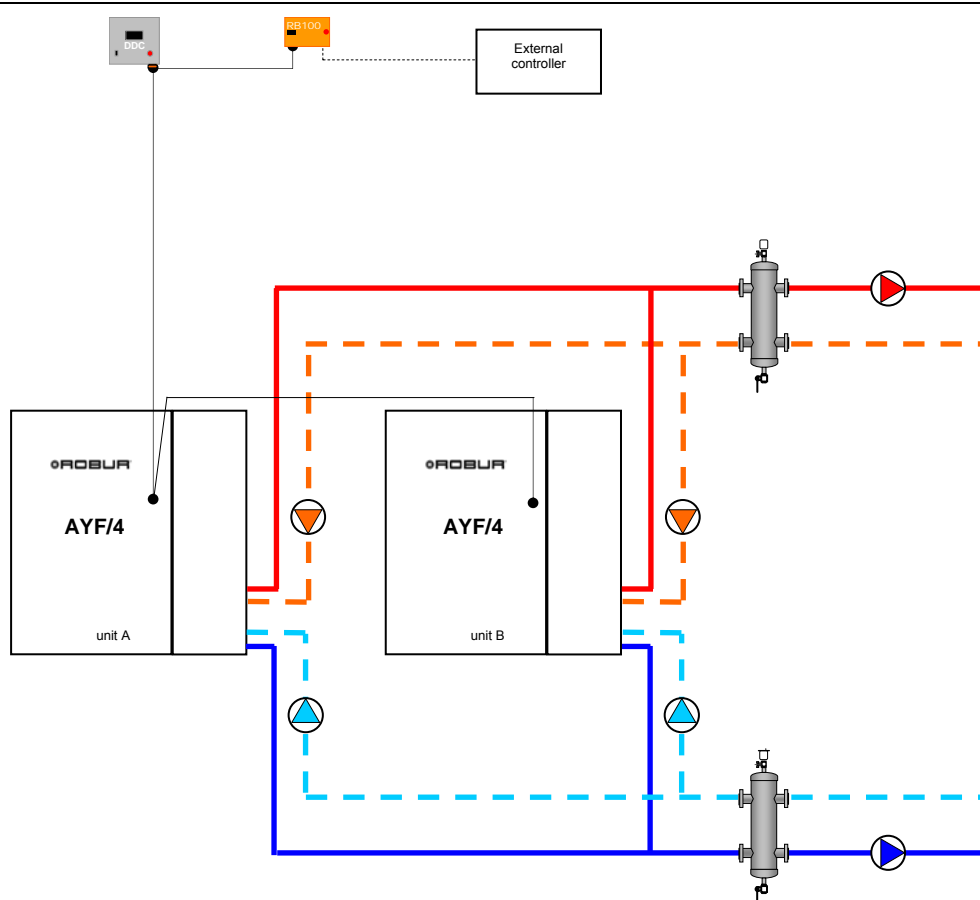 DDC
RB100
External
controller
ROBUR
AYF/4
unit A
ROBUR
AYF/4
unit B